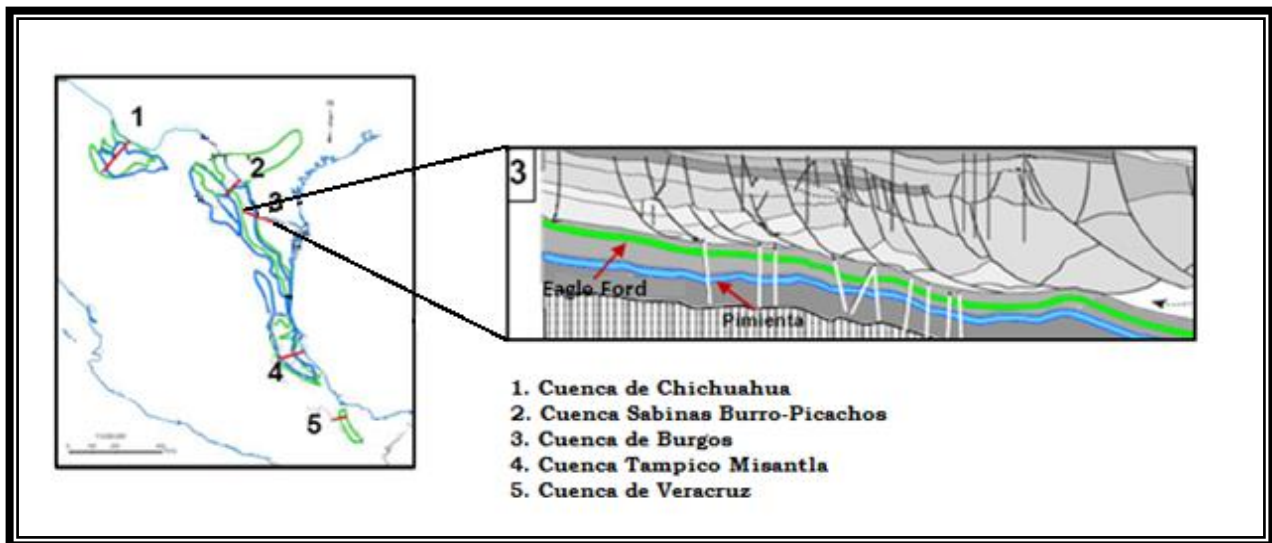 1
2
3
4
5
3
Eagle Ford
Pimienta
1. Cuenca de Chichuahua
2. Cuenca Sabinas Burro-Picachos
3. Cuenca de Burgos
4. Cuenca Tampico Misantla
5. Cuenca de Veracruz